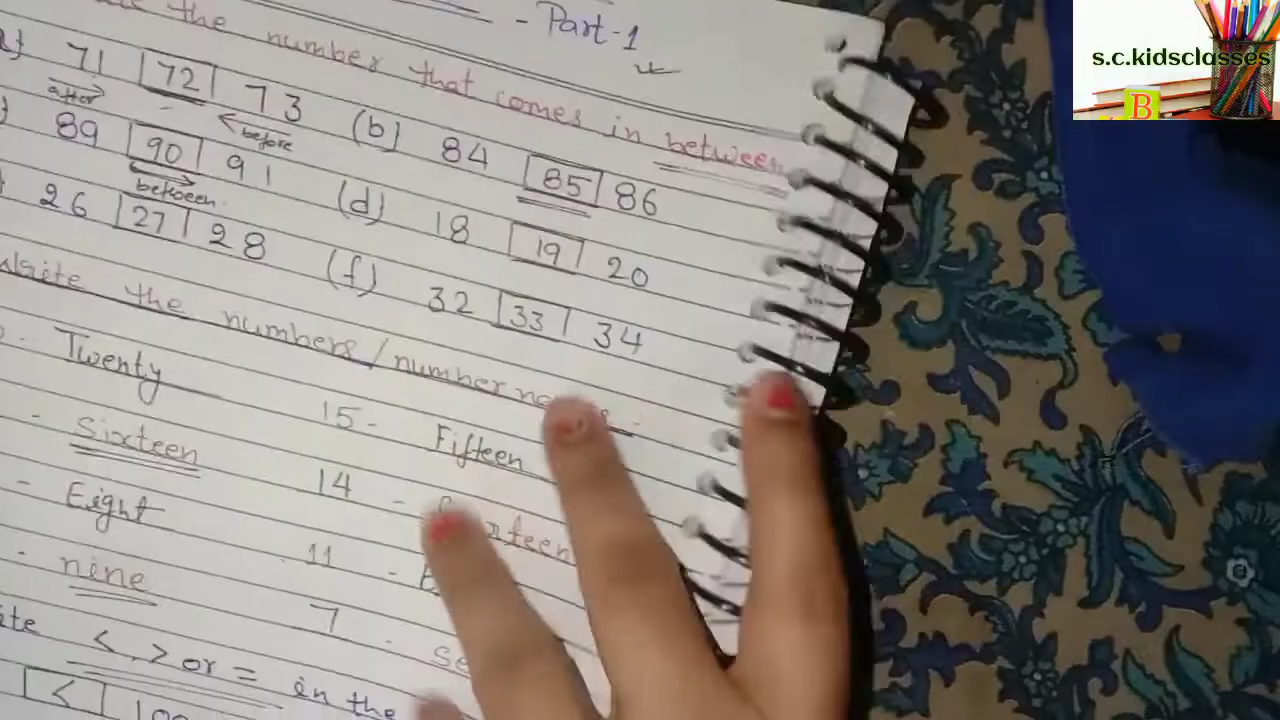 - Part-1
the number that comes in between
71 72 73 (b) 84 85 86
after before
89 90 91 (d) 18 19 20
between
26 27 28 (f) 32 33 34
Write the numbers/number
Twenty 15 - Fifteen
- Sixteen 14 -
- Eight 11 -
- nine 7 -
<, > or = in the
<
s.c.kidsclasses
B